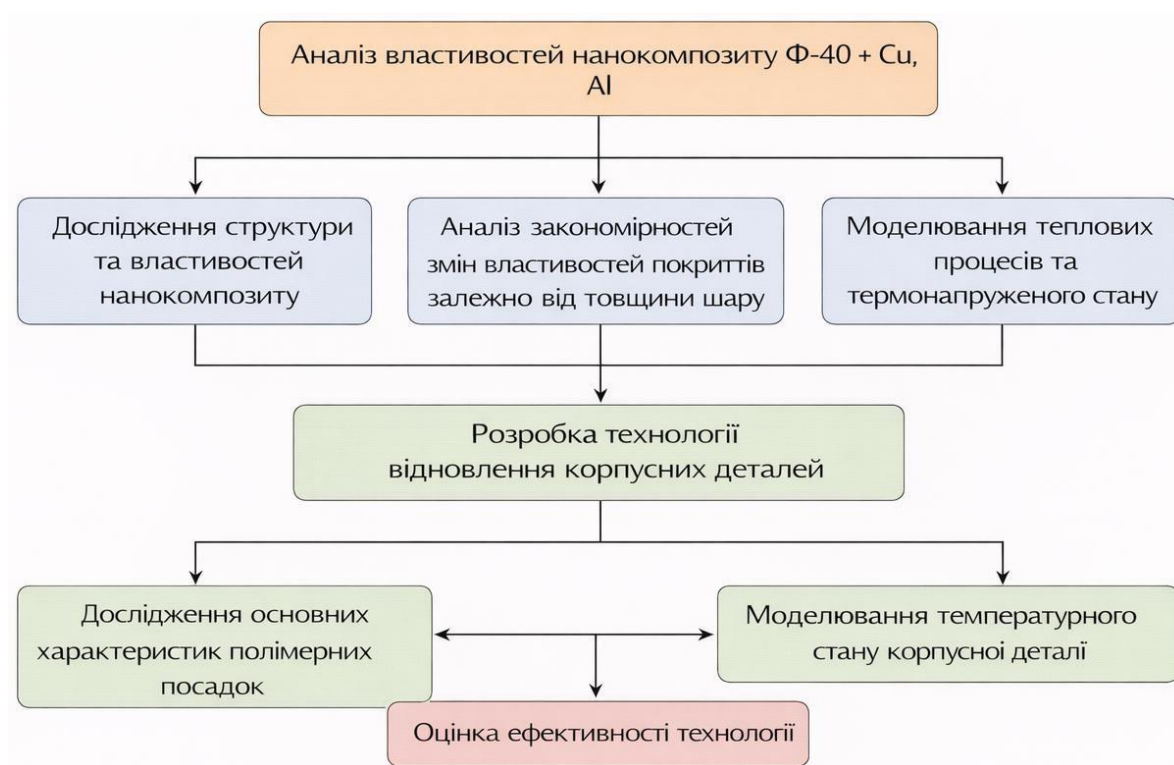 Аналіз властивостей нанокомпозиту Ф-40 + Cu,
Al
Дослідження структури
та властивостей
нанокомпозиту
Аналіз закономірностей
змін властивостей покриттів
залежно від товщини шару
Моделювання теплових
процесів та
термонапруженого стану
Розробка технології
відновлення корпусних деталей
Дослідження основних
характеристик полімерних
посадок
Моделювання температурного
стану корпусної деталї
Оцінка ефективності технології